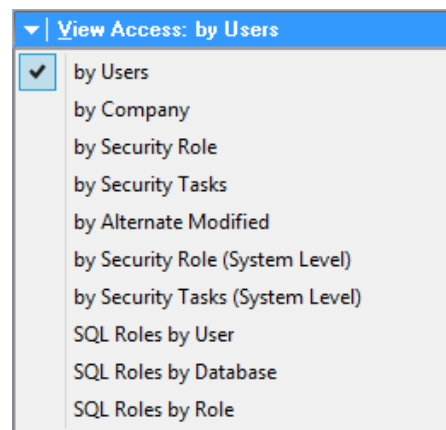 View Access: by Users
by Users
by Company
by Security Role
by Security Tasks
by Alternate Modified
by Security Role (System Level)
by Security Tasks (System Level)
SQL Roles by User
SQL Roles by Database
SQL Roles by Role